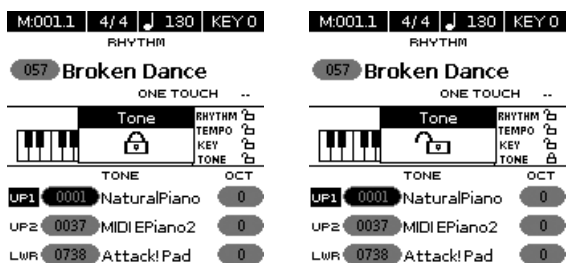 M:001.1 4/4 130 KEY 0
RHYTHM
057 Broken Dance
ONE TOUCH --
Tone
RHYTHM
TEMPO
KEY
TONE
TONE OCT
UP1 0001 NaturalPiano 0
UP2 0037 MIDI EPiano2 0
LWR 0738 Attack! Pad 0
M:001.1 4/4 130 KEY 0
RHYTHM
057 Broken Dance
ONE TOUCH --
Tone
RHYTHM
TEMPO
KEY
TONE
TONE OCT
UP1 0001 NaturalPiano 0
UP2 0037 MIDI EPiano2 0
LWR 0738 Attack! Pad 0